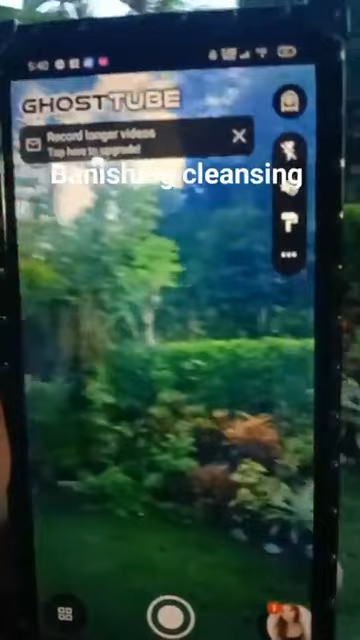 5:40
GHOSTTUBE
Record longer videos
Tap here to upgrade!
Banishing cleansing